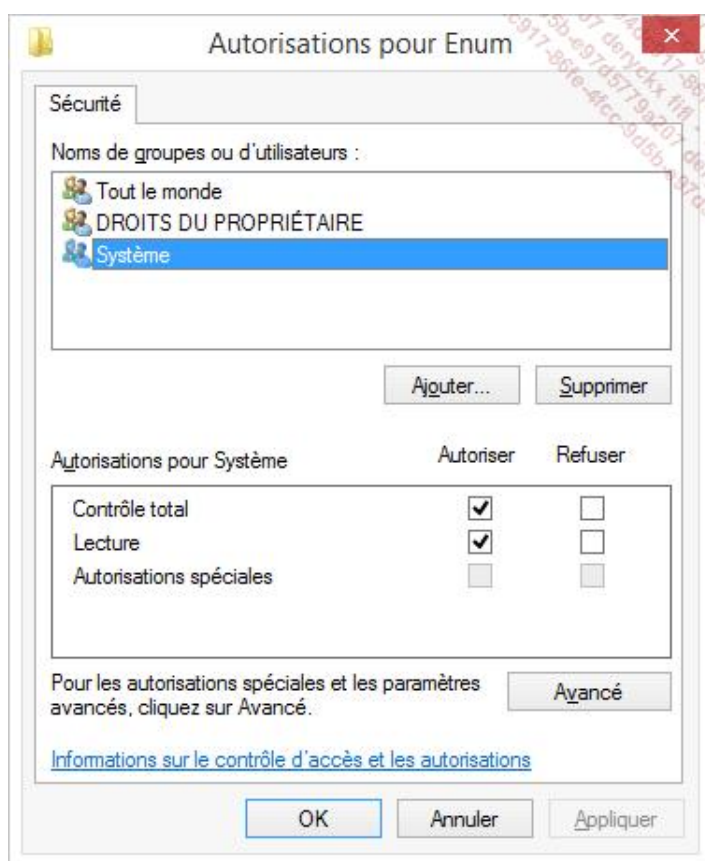 Autorisations pour Enum
Sécurité
Noms de groupes ou d'utilisateurs :
Tout le monde
DROITS DU PROPRIÉTAIRE
Système
Ajouter...
Supprimer
Autorisations pour Système
Autoriser
Refuser
Contrôle total
Lecture
Autorisations spéciales
Pour les autorisations spéciales et les paramètres
avancés, cliquez sur Avancé.
Avancé
Informations sur le contrôle d'accès et les autorisations
OK
Annuler
Appliquer